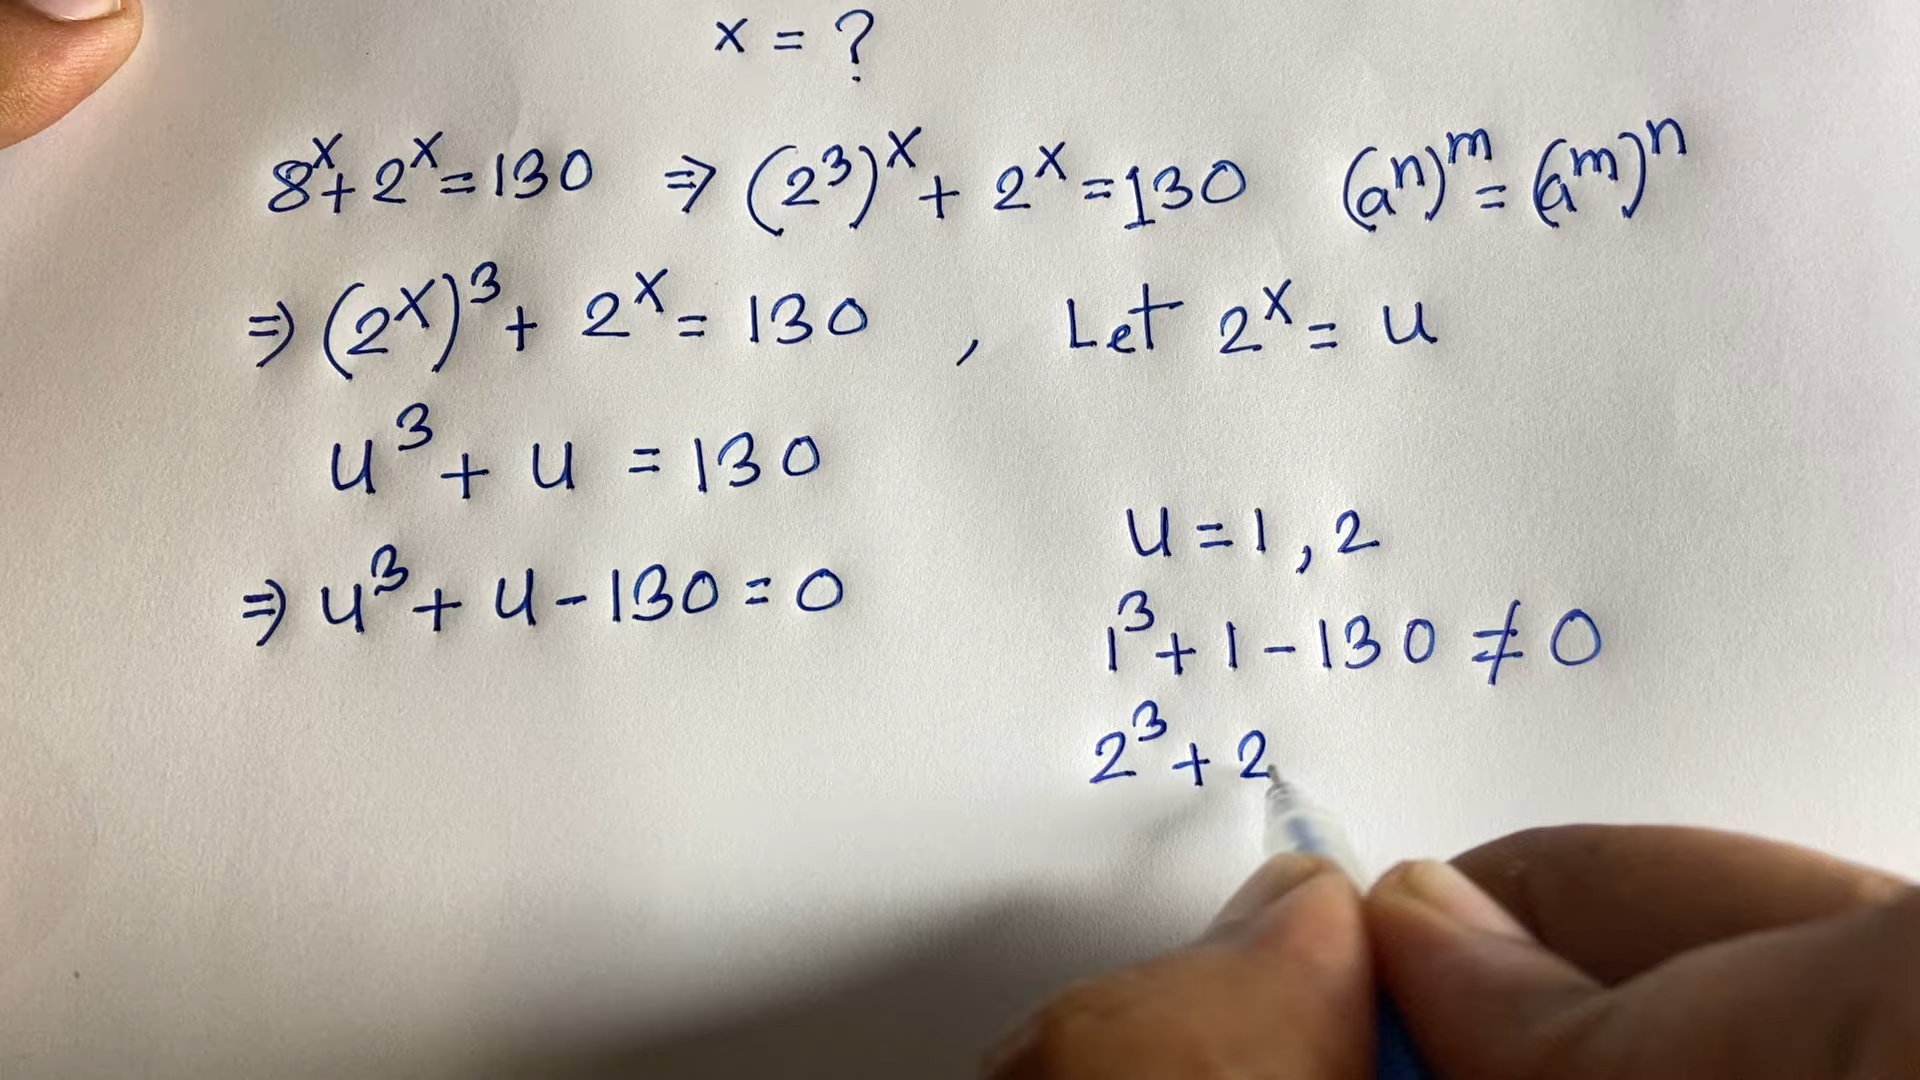 x = ?
8^x + 2^x = 130 ⇒ (2^3)^x + 2^x = 130 (a^n)^m = (a^m)^n
⇒ (2^x)^3 + 2^x = 130 , Let 2^x = u
u^3 + u = 130
u = 1 , 2
⇒ u^3 + u - 130 = 0
1^3 + 1 - 130 ≠ 0
2^3 + 2